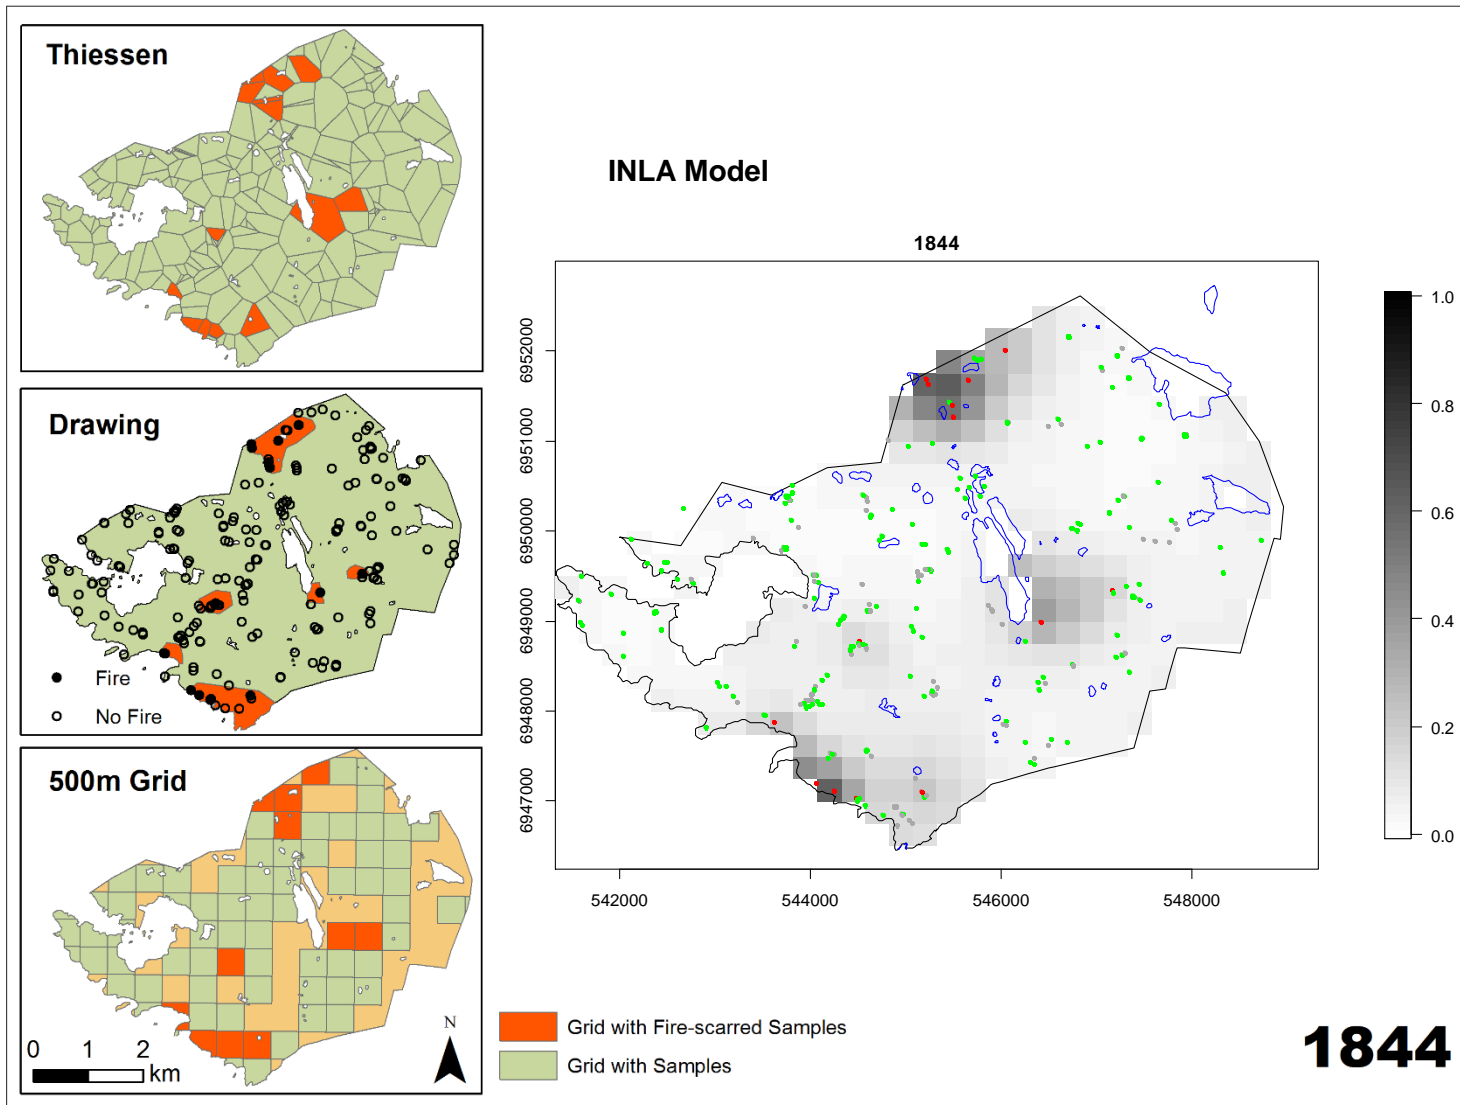 Thiessen
Drawing
Fire
No Fire
500m Grid
0 1 2
km
N
INLA Model
1844
6952000
6951000
6950000
6949000
6948000
6947000
542000 544000 546000 548000
1.0
0.8
0.6
0.4
0.2
0.0
Grid with Fire-scarred Samples
Grid with Samples
1844